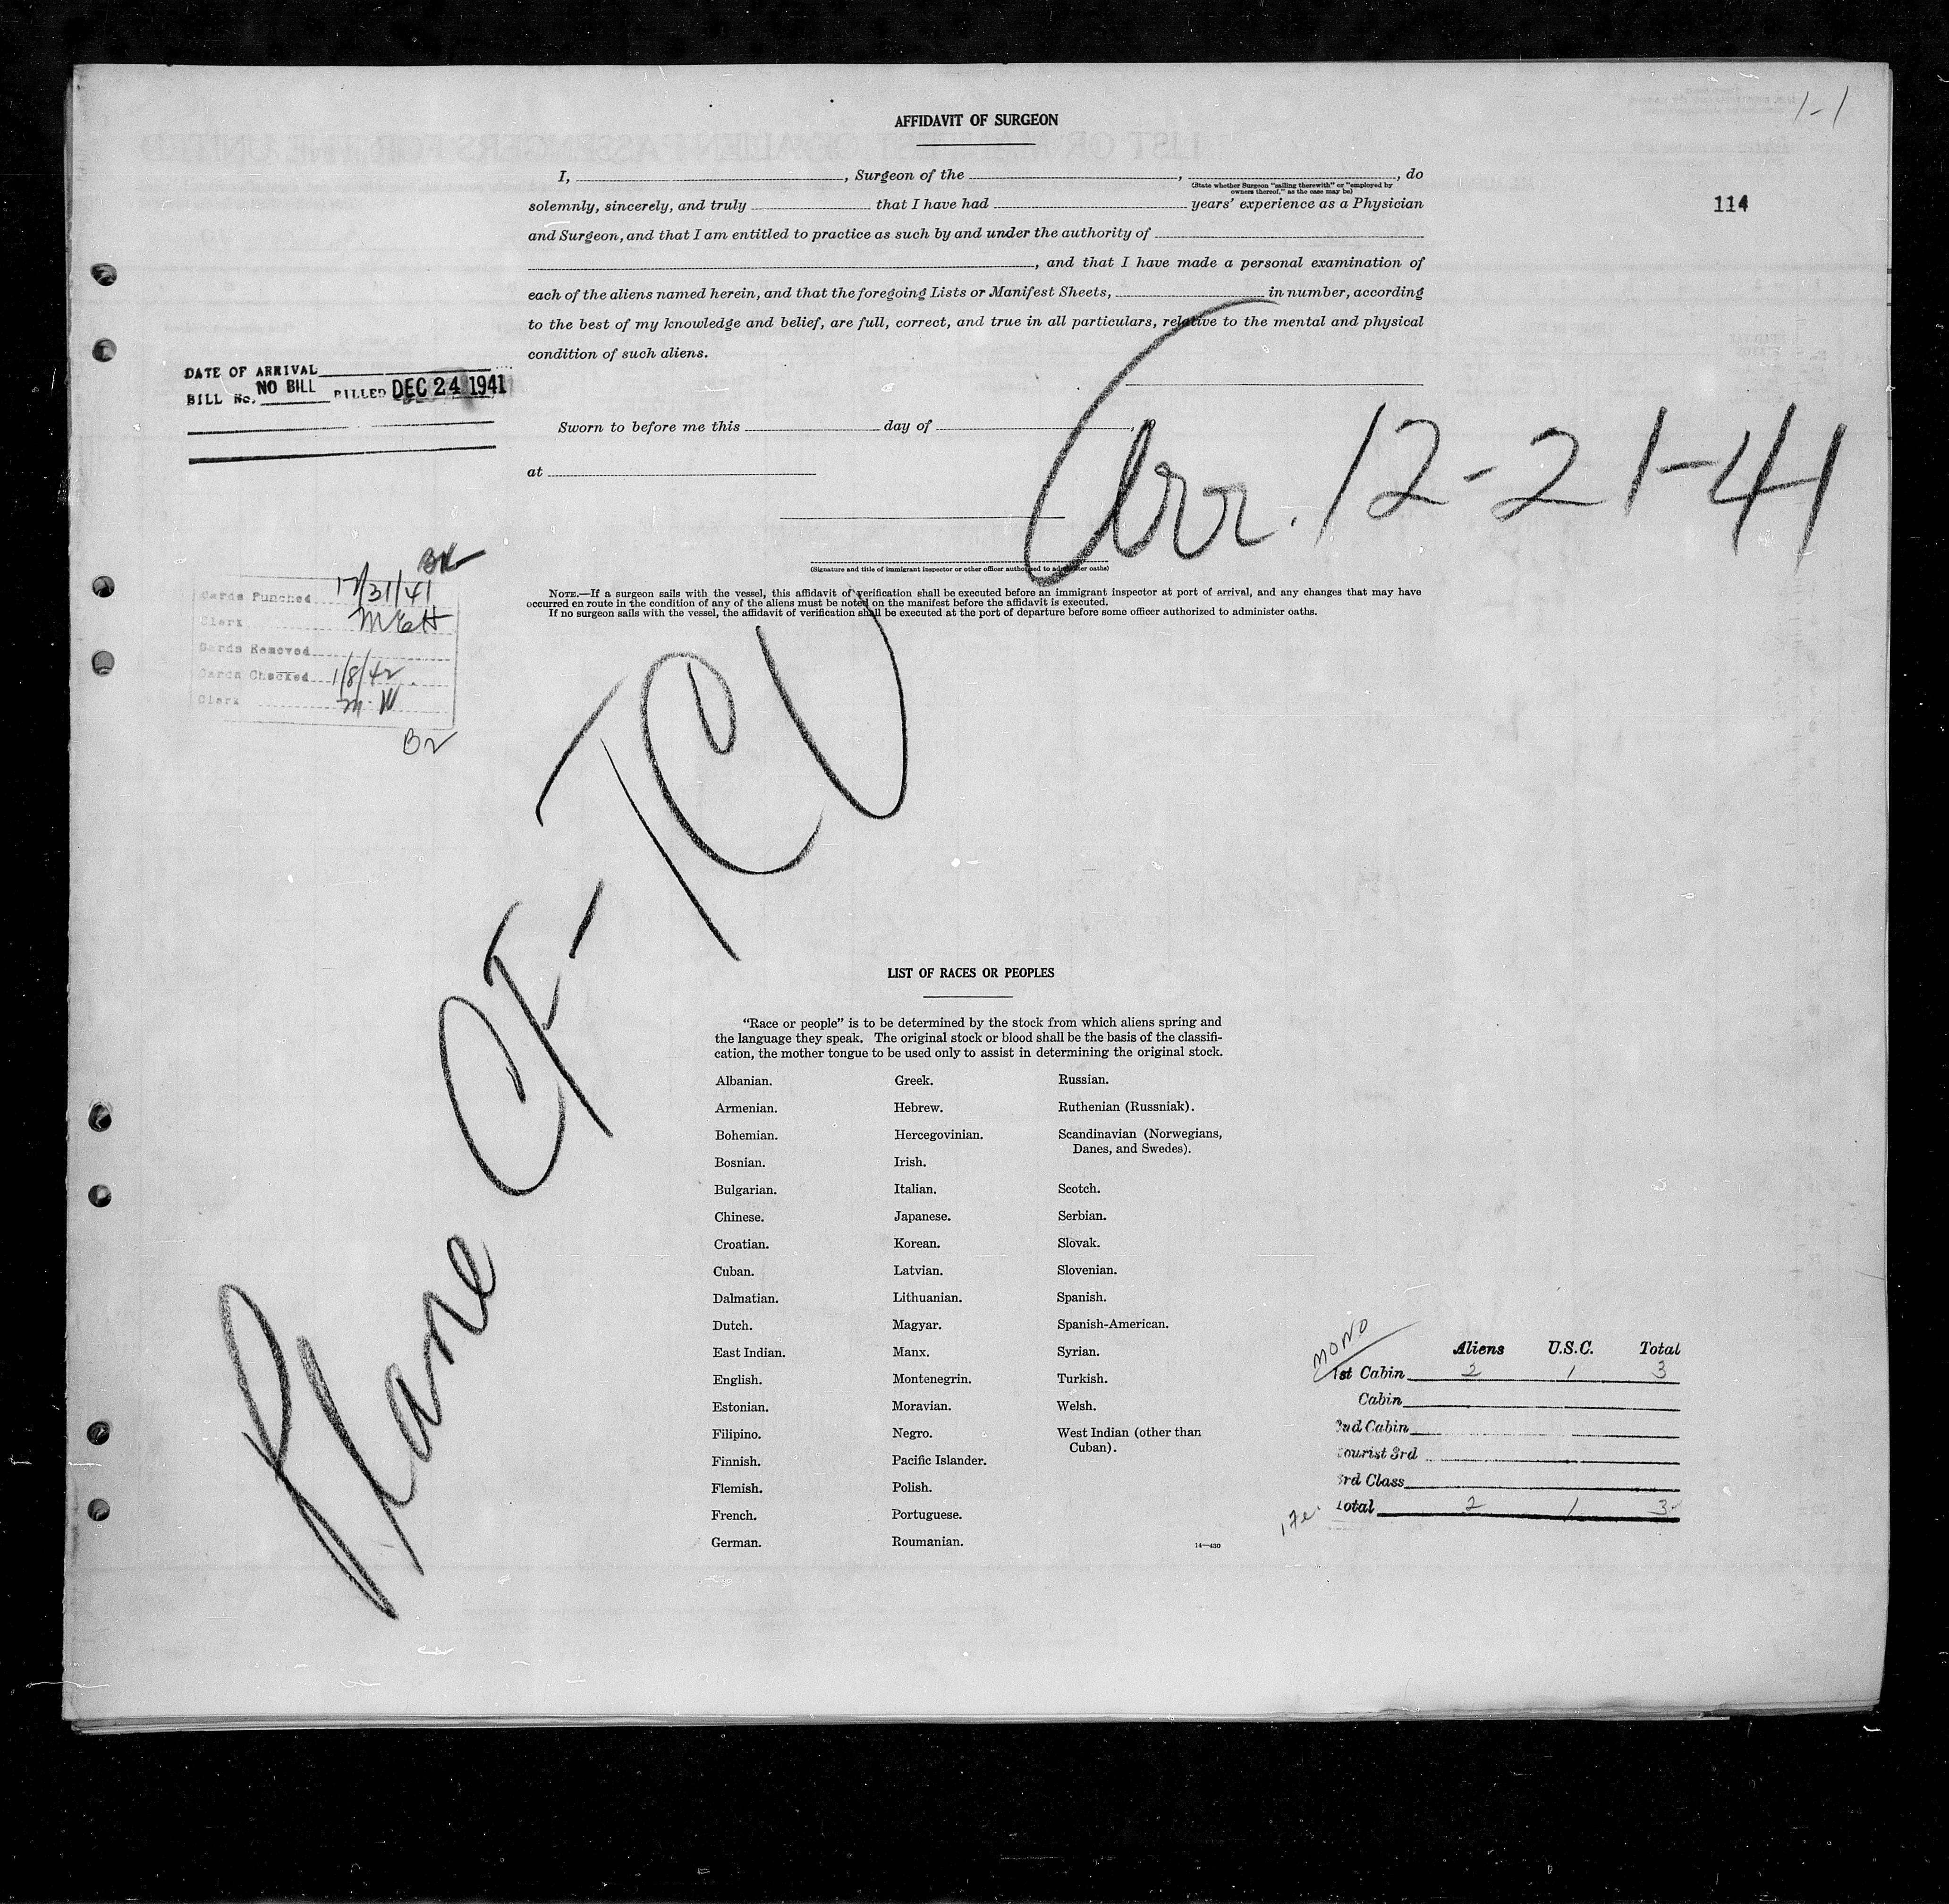 1-1
AFFIDAVIT OF SURGEON
114
I, , Surgeon of the , , do
(State whether Surgeon "sailing therewith" or "employed by
owners thereof," as the case may be)
solemnly, sincerely, and truly that I have had years' experience as a Physician
and Surgeon, and that I am entitled to practice as such by and under the authority of
, and that I have made a personal examination of
each of the aliens named herein, and that the foregoing Lists or Manifest Sheets, in number, according
to the best of my knowledge and belief, are full, correct, and true in all particulars, relative to the mental and physical
condition of such aliens.
DATE OF ARRIVAL
BILL No. NO BILL BILLED DEC 24 1941
Sworn to before me this day of ,
at
Arr. 12-21-41
(Signature and title of immigrant inspector or other officer authorized to administer oaths)
NOTE.—If a surgeon sails with the vessel, this affidavit of verification shall be executed before an immigrant inspector at port of arrival, and any changes that may have
occurred en route in the condition of any of the aliens must be noted on the manifest before the affidavit is executed.
If no surgeon sails with the vessel, the affidavit of verification shall be executed at the port of departure before some officer authorized to administer oaths.
Cards Punched 12/31/41
Clerk
Cards Removed
Cards Checked 1/8/42
Clerk M W
Plane CF-TCU
LIST OF RACES OR PEOPLES
"Race or people" is to be determined by the stock from which aliens spring and
the language they speak. The original stock or blood shall be the basis of the classifi-
cation, the mother tongue to be used only to assist in determining the original stock.
Albanian.
Armenian.
Bohemian.
Bosnian.
Bulgarian.
Chinese.
Croatian.
Cuban.
Dalmatian.
Dutch.
East Indian.
English.
Estonian.
Filipino.
Finnish.
Flemish.
French.
German.
Greek.
Hebrew.
Hercegovinian.
Irish.
Italian.
Japanese.
Korean.
Latvian.
Lithuanian.
Magyar.
Manx.
Montenegrin.
Moravian.
Negro.
Pacific Islander.
Polish.
Portuguese.
Roumanian.
Russian.
Ruthenian (Russniak).
Scandinavian (Norwegians,
Danes, and Swedes).
Scotch.
Serbian.
Slovak.
Slovenian.
Spanish.
Spanish-American.
Syrian.
Turkish.
Welsh.
West Indian (other than
Cuban).
14—430
MONO
Aliens U.S.C. Total
1st Cabin 2 1 3
Cabin
2nd Cabin
Tourist 3rd
3rd Class
Total 2 1 3